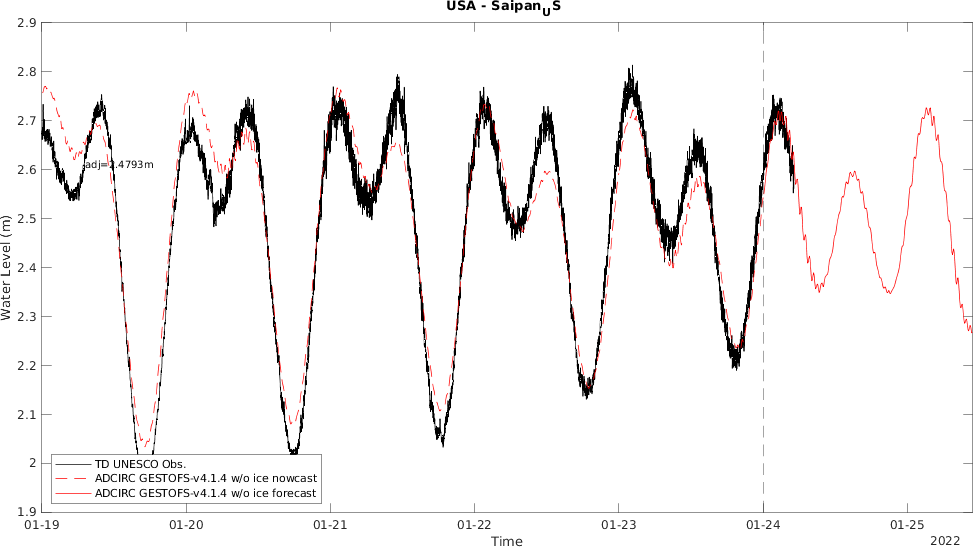 USA - SaipanUS
2.9
2.8
2.7
2.6
2.5
2.4
2.3
2.2
2.1
2
1.9
Water Level (m)
adj=2.4793m
TD UNESCO Obs.
ADCIRC GESTOFS-v4.1.4 w/o ice nowcast
ADCIRC GESTOFS-v4.1.4 w/o ice forecast
01-19 01-20 01-21 01-22 01-23 01-24 01-25
Time
2022